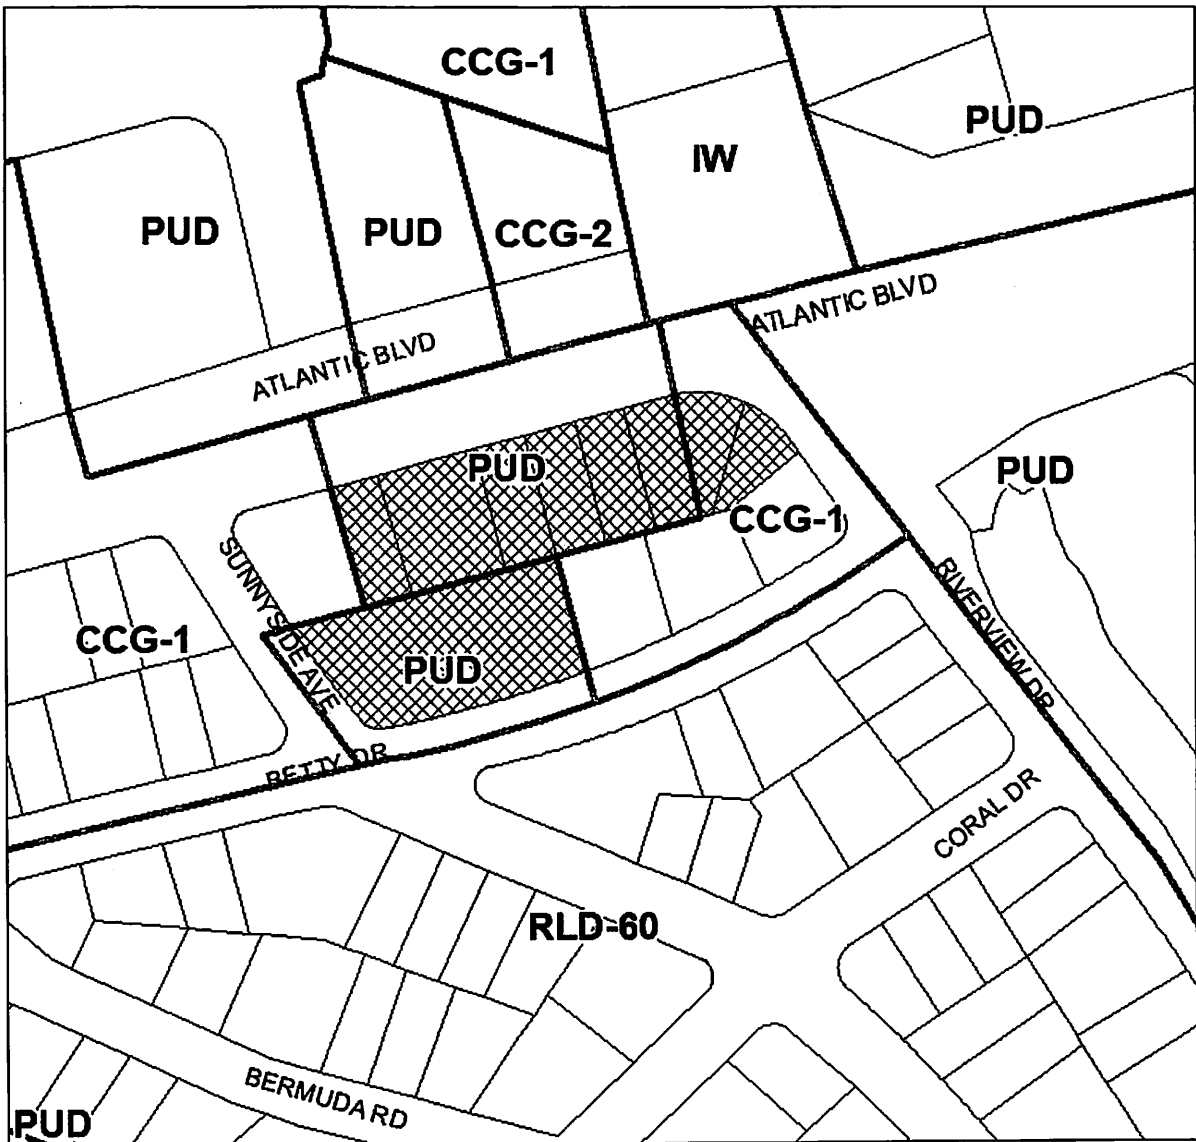 CCG-1
PUD
IW
PUD
PUD
CCG-2
ATLANTIC BLVD
ATLANTIC BLVD
PUD
PUD
CCG-1
SUNNYSIDE AVE
RIVERVIEW DR
CCG-1
PUD
BETTY DR
CORAL DR
RLD-60
BERMUDA RD
PUD